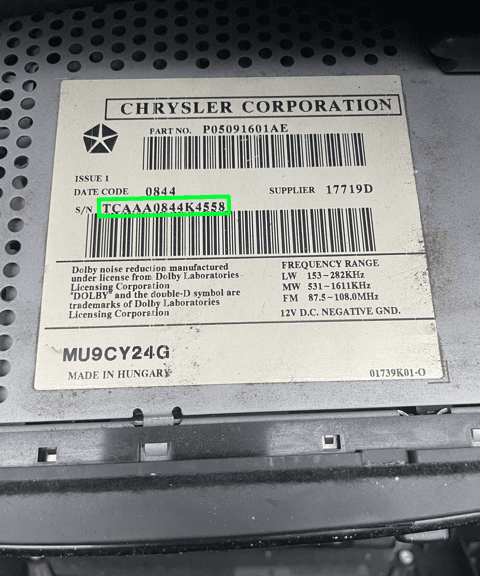 CHRYSLER CORPORATION
PART NO. P05091601AE
ISSUE 1
DATE CODE 0844 SUPPLIER 17719D
S/N TCAAA0844K4558
Dolby noise reduction manufactured
under license from Dolby Laboratories
Licensing Corporation
"DOLBY" and the double-D symbol are
trademarks of Dolby Laboratories
Licensing Corporation
FREQUENCY RANGE
LW 153-282KHz
MW 531-1611KHz
FM 87.5-108.0MHz
12V D.C. NEGATIVE GND.
MU9CY24G
MADE IN HUNGARY 01739K01-O